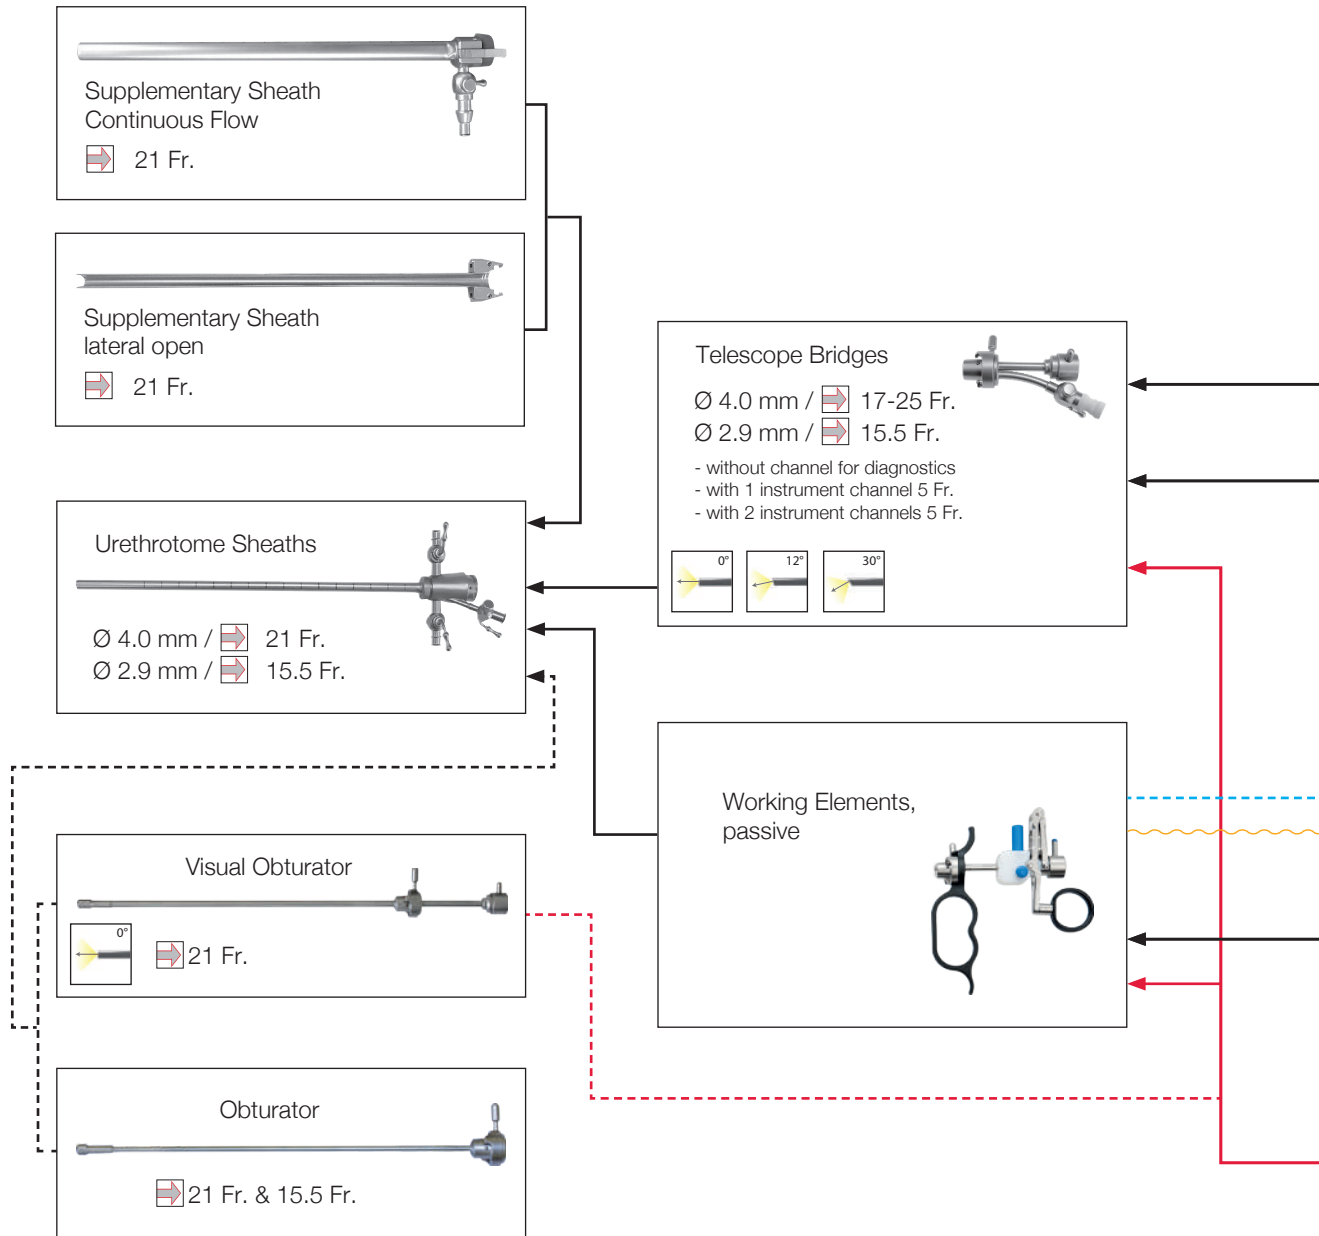 Supplementary Sheath
Continuous Flow
21 Fr.
Supplementary Sheath
lateral open
21 Fr.
Urethrotome Sheaths
Ø 4.0 mm / 21 Fr.
Ø 2.9 mm / 15.5 Fr.
Visual Obturator
0°
21 Fr.
Obturator
21 Fr. & 15.5 Fr.
Telescope Bridges
Ø 4.0 mm / 17-25 Fr.
Ø 2.9 mm / 15.5 Fr.
- without channel for diagnostics
- with 1 instrument channel 5 Fr.
- with 2 instrument channels 5 Fr.
0° 12° 30°
Working Elements,
passive